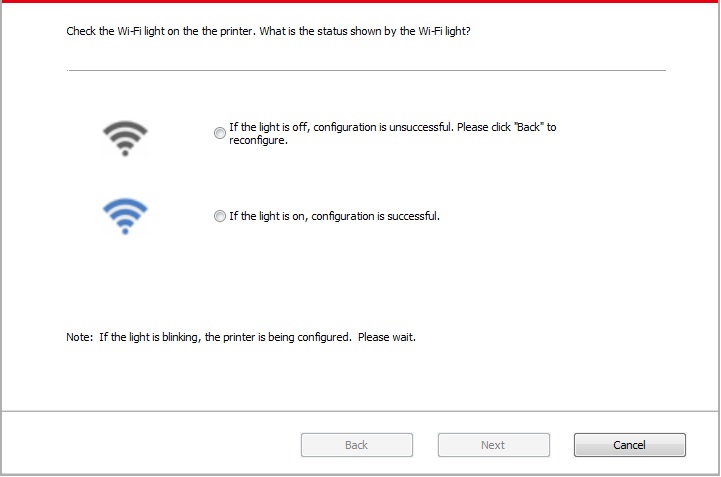 Check the Wi-Fi light on the the printer. What is the status shown by the Wi-Fi light?
If the light is off, configuration is unsuccessful. Please click "Back" to
reconfigure.
If the light is on, configuration is successful.
Note: If the light is blinking, the printer is being configured. Please wait.
Back
Next
Cancel